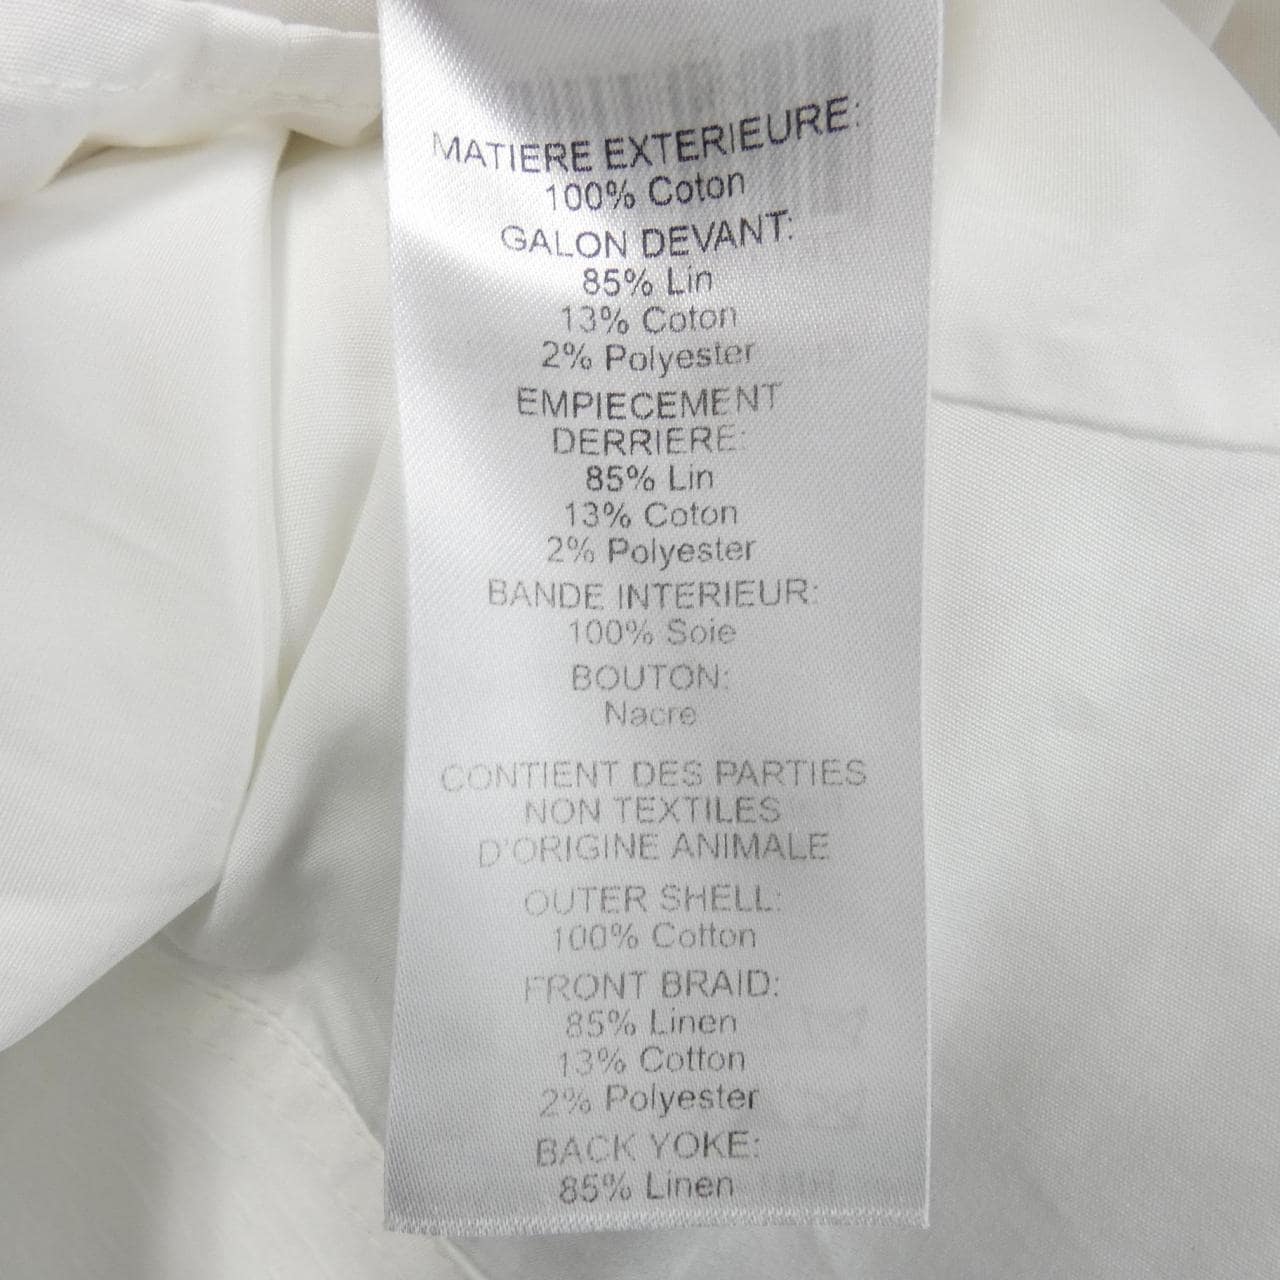 MATIERE EXTERIEURE:
100% Coton
GALON DEVANT:
85% Lin
13% Coton
2% Polyester
EMPIECEMENT
DERRIERE:
85% Lin
13% Coton
2% Polyester
BANDE INTERIEUR:
100% Soie
BOUTON:
Nacre
CONTIENT DES PARTIES
NON TEXTILES
D'ORIGINE ANIMALE
OUTER SHELL:
100% Cotton
FRONT BRAID:
85% Linen
13% Cotton
2% Polyester
BACK YOKE:
85% Linen